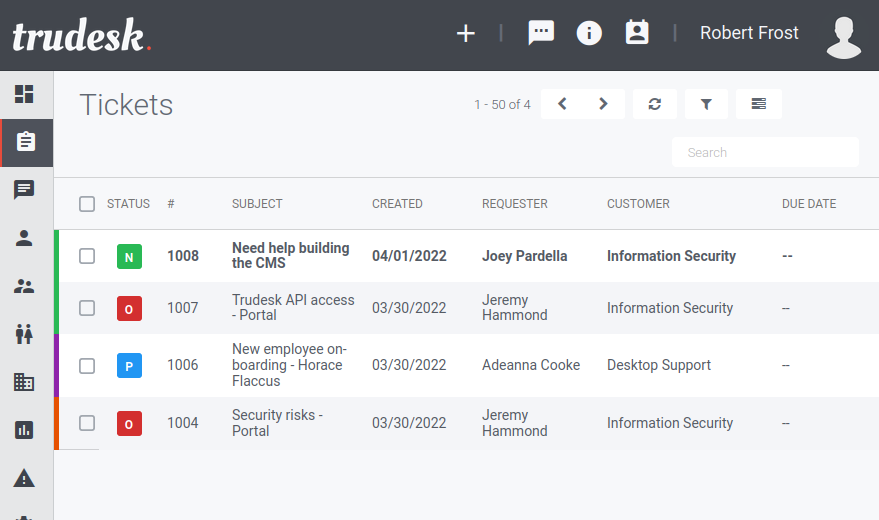 trudesk.
Robert Frost
Tickets
1 - 50 of 4
Search
STATUS # SUBJECT CREATED REQUESTER CUSTOMER DUE DATE
N 1008 Need help building the CMS 04/01/2022 Joey Pardella Information Security --
O 1007 Trudesk API access - Portal 03/30/2022 Jeremy Hammond Information Security --
P 1006 New employee on-boarding - Horace Flaccus 03/30/2022 Adeanna Cooke Desktop Support --
O 1004 Security risks - Portal 03/30/2022 Jeremy Hammond Information Security --